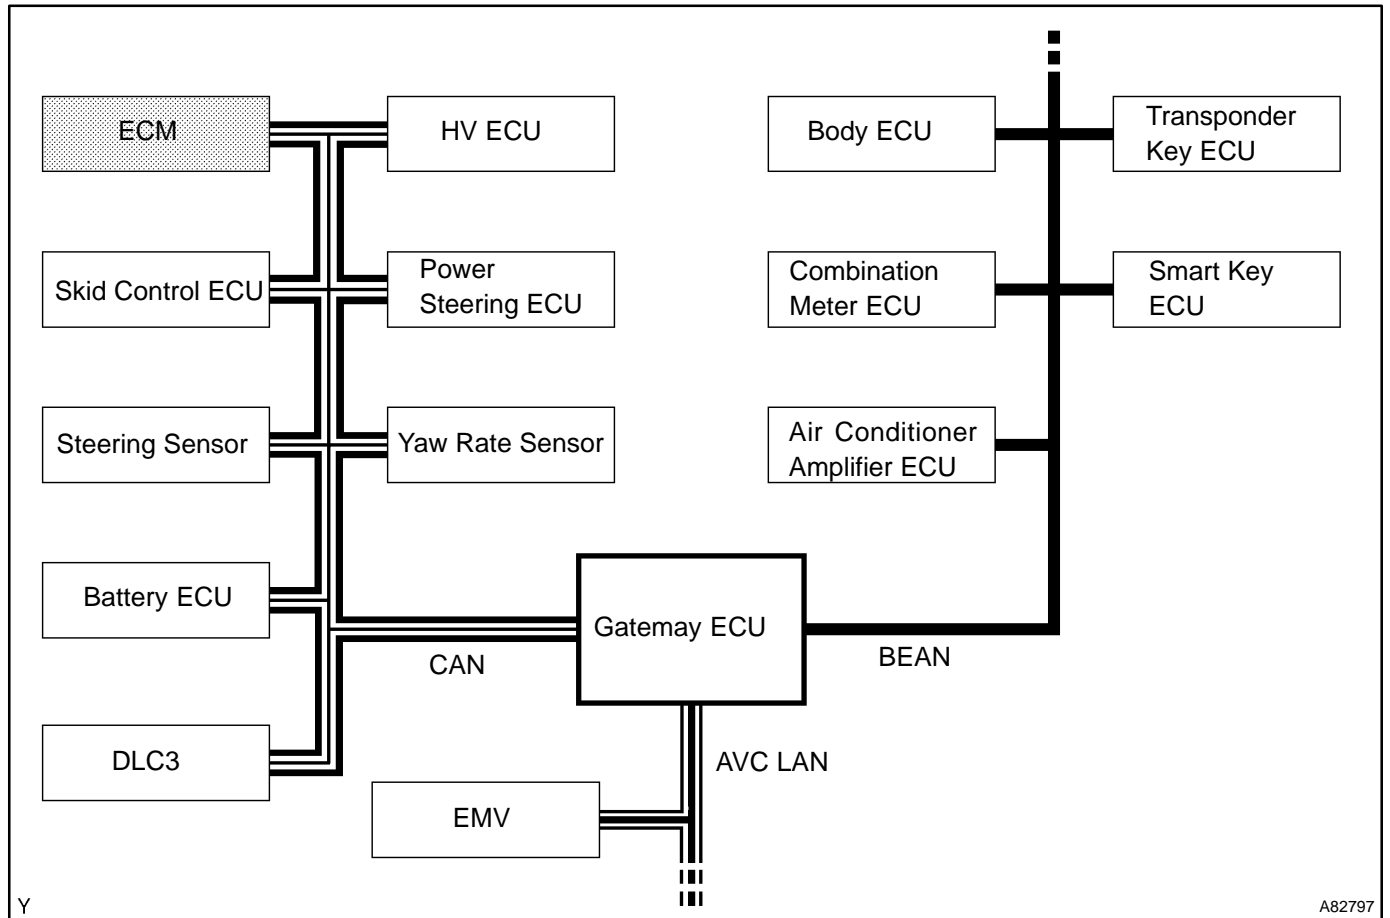 ECM
HV ECU
Body ECU
Transponder
Key ECU
Skid Control ECU
Power
Steering ECU
Combination
Meter ECU
Smart Key
ECU
Steering Sensor
Yaw Rate Sensor
Air Conditioner
Amplifier ECU
Battery ECU
Gatemay ECU
CAN
BEAN
DLC3
AVC LAN
EMV
Y
A82797